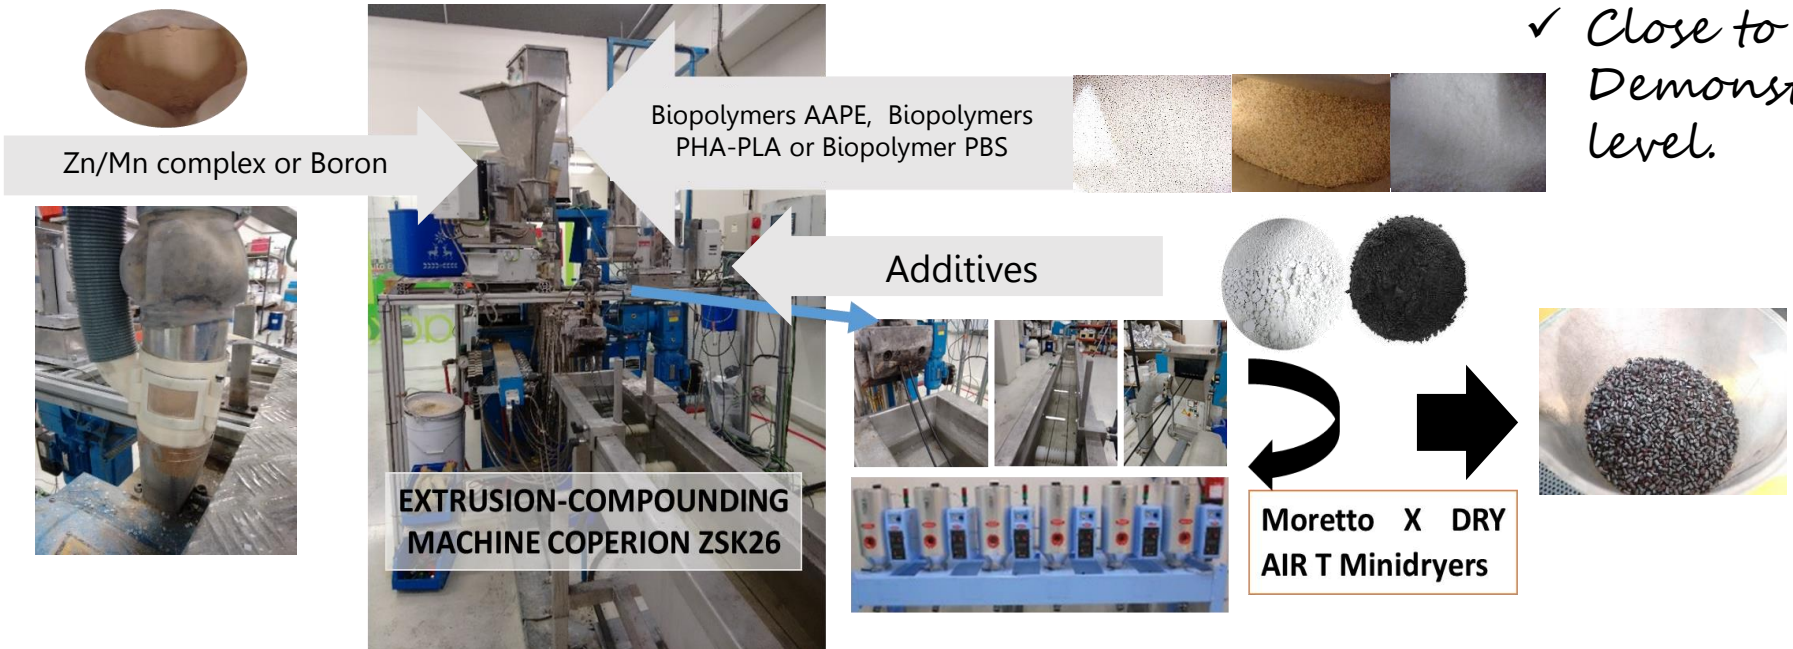 ✓ Close to
level.
Zn/Mn complex or Boron
Biopolymers AAPE, Biopolymers
PHA-PLA or Biopolymer PBS
Additives
EXTRUSION-COMPOUNDING
MACHINE COPERION ZSK26
Moretto X DRY
AIR T Minidryers